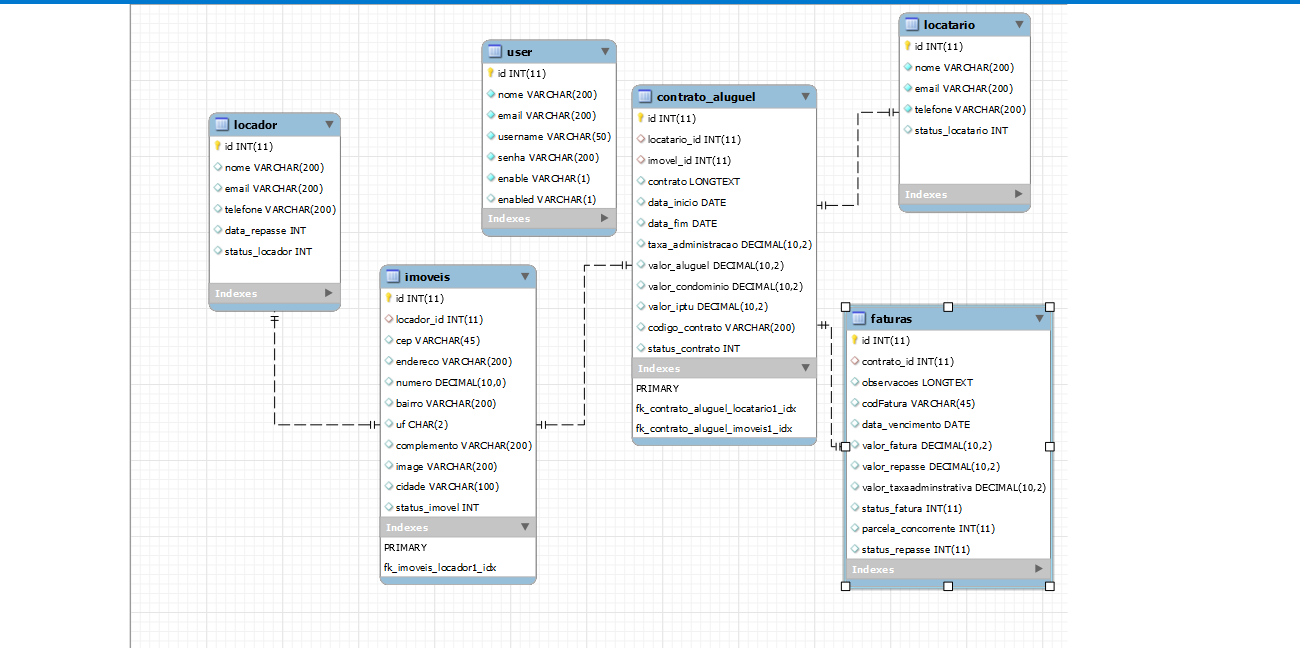 locador
id INT(11)
nome VARCHAR(200)
email VARCHAR(200)
telefone VARCHAR(200)
data_repasse INT
status_locador INT
Indexes
user
id INT(11)
nome VARCHAR(200)
email VARCHAR(200)
username VARCHAR(50)
senha VARCHAR(200)
enable VARCHAR(1)
enabled VARCHAR(1)
Indexes
imoveis
id INT(11)
locador_id INT(11)
cep VARCHAR(45)
endereco VARCHAR(200)
numero DECIMAL(10,0)
bairro VARCHAR(200)
uf CHAR(2)
complemento VARCHAR(200)
image VARCHAR(200)
cidade VARCHAR(100)
status_imovel INT
Indexes
PRIMARY
fk_imoveis_locador1_idx
contrato_aluguel
id INT(11)
locatario_id INT(11)
imovel_id INT(11)
contrato LONGTEXT
data_inicio DATE
data_fim DATE
taxa_administracao DECIMAL(10,2)
valor_aluguel DECIMAL(10,2)
valor_condominio DECIMAL(10,2)
valor_iptu DECIMAL(10,2)
codigo_contrato VARCHAR(200)
status_contrato INT
Indexes
PRIMARY
fk_contrato_aluguel_locatario1_idx
fk_contrato_aluguel_imoveis1_idx
locatario
id INT(11)
nome VARCHAR(200)
email VARCHAR(200)
telefone VARCHAR(200)
status_locatario INT
Indexes
faturas
id INT(11)
contrato_id INT(11)
observacoes LONGTEXT
codFatura VARCHAR(45)
data_vencimento DATE
valor_fatura DECIMAL(10,2)
valor_repasse DECIMAL(10,2)
valor_taxaadminstrativa DECIMAL(10,2)
status_fatura INT(11)
parcela_concorrente INT(11)
status_repasse INT(11)
Indexes